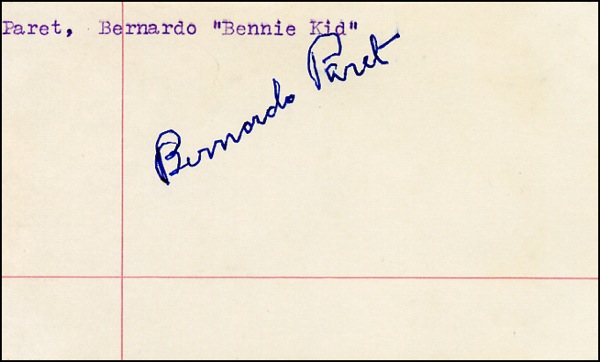 Paret, Bernardo "Bennie Kid"
Bernardo Paret